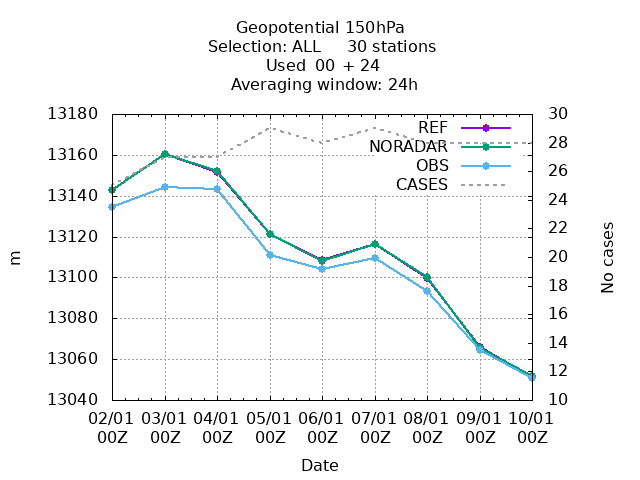 Geopotential 150hPa
Selection: ALL 30 stations
Used 00 + 24
Averaging window: 24h
13180
13160
13140
13120
13100
13080
13060
13040
m
30
28
26
24
22
20
18
16
14
12
10
No cases
REF
NORADAR
OBS
CASES
02/01 03/01 04/01 05/01 06/01 07/01 08/01 09/01 10/01
00Z 00Z 00Z 00Z 00Z 00Z 00Z 00Z 00Z
Date